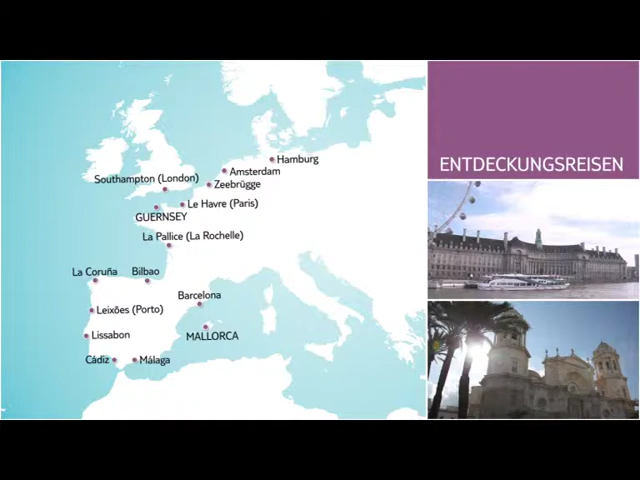 ENTDECKUNGSREISEN
Hamburg
Amsterdam
Southampton (London)
Zeebrügge
Le Havre (Paris)
GUERNSEY
La Pallice (La Rochelle)
La Coruña
Bilbao
Barcelona
Leixões (Porto)
Lissabon
MALLORCA
Cádiz
Málaga